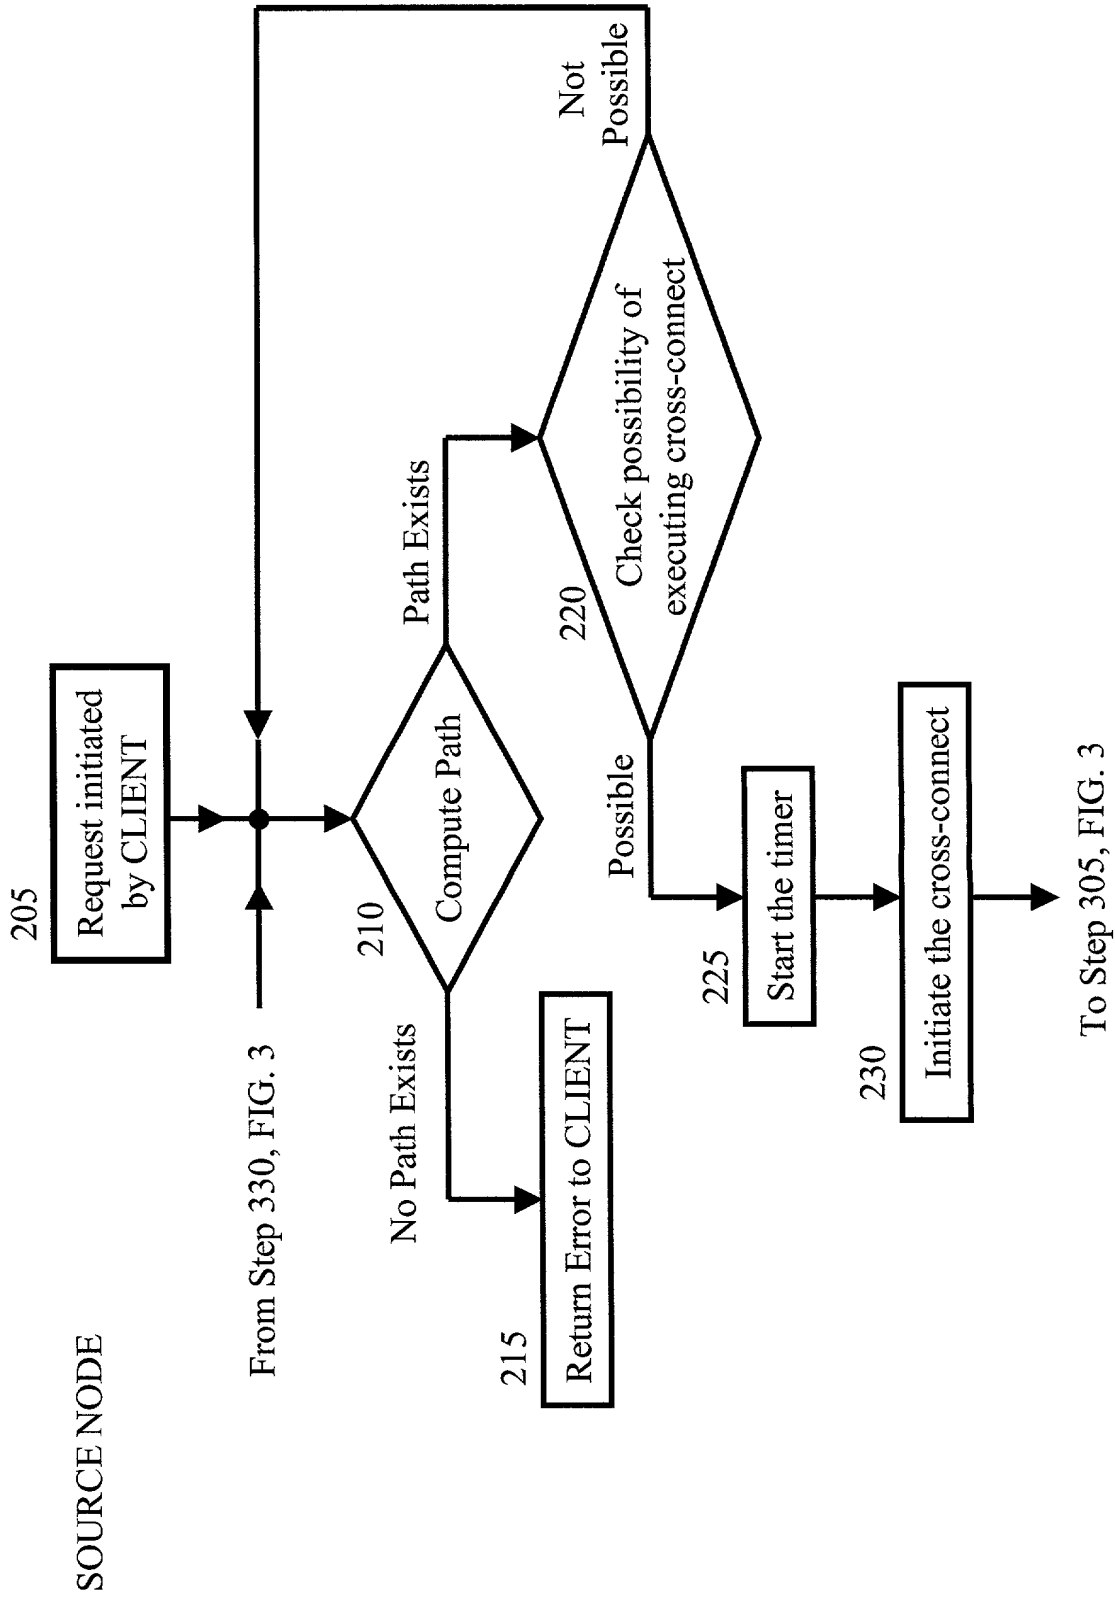 SOURCE NODE
205
Request initiated
by CLIENT
From Step 330, FIG. 3
210
Compute Path
No Path Exists
Path Exists
215
Return Error to CLIENT
220
Check possibility of
executing cross-connect
Not
Possible
Possible
225
Start the timer
230
Initiate the cross-connect
To Step 305, FIG. 3